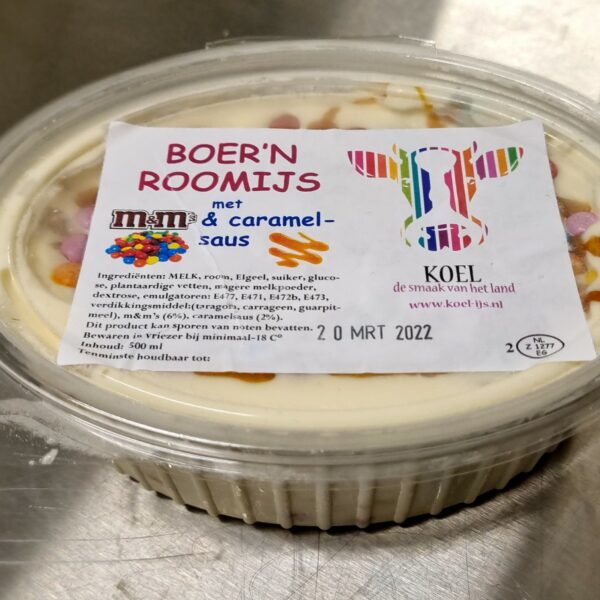 BOER'N
ROOMIJS
met
m&m's & caramel-
saus
KOEL
de smaak van het land
www.koel-ijs.nl
Ingrediënten: MELK, room, EIgeel, suiker, gluco-
se, plantaardige vetten, magere melkpoeder,
dextrose, emulgatoren: E477, E471, E472b, E473,
verdikkingsmiddel(taragom, carrageen, guarpit-
meel), m&m's (6%), caramelsaus (2%).
Dit product kan sporen van noten bevatten.
Bewaren in vriezer bij minimaal-18 C°
Inhoud: 500 ml
Tenminste houdbaar tot:
20 MRT 2022
2
NL
Z 1277
EG